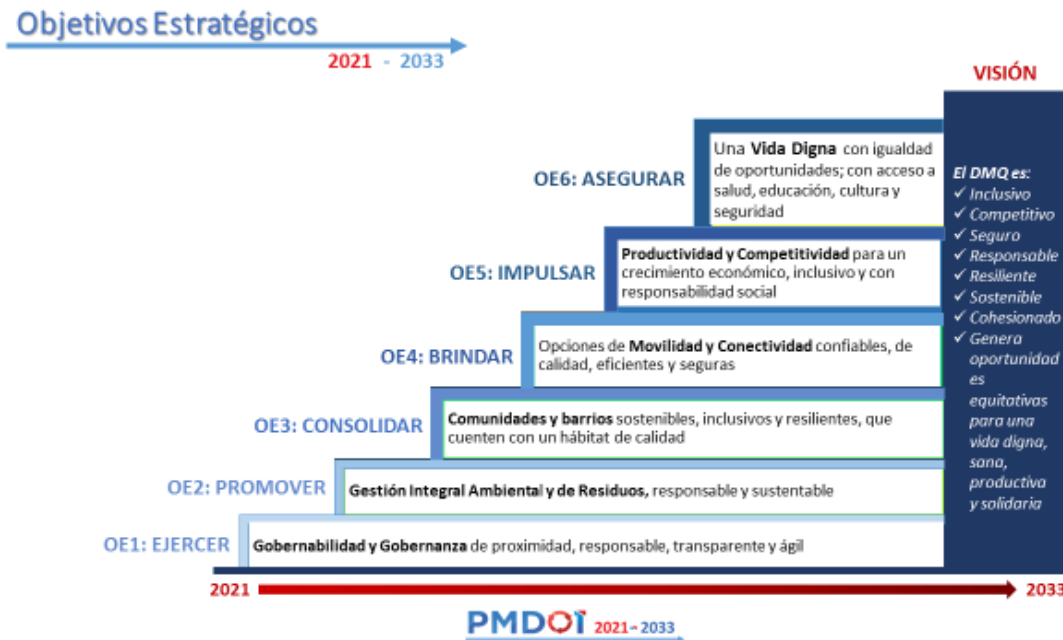 Objetivos Estratégicos
2021 - 2033
VISIÓN
OE6: ASEGURAR
Una Vida Digna con igualdad
de oportunidades; con acceso a
salud, educación, cultura y
seguridad
OE5: IMPULSAR
Productividad y Competitividad para un
crecimiento económico, inclusivo y con
responsabilidad social
OE4: BRINDAR
Opciones de Movilidad y Conectividad confiables, de
calidad, eficientes y seguras
OE3: CONSOLIDAR
Comunidades y barrios sostenibles, inclusivos y resilientes, que
cuenten con un hábitat de calidad
OE2: PROMOVER
Gestión Integral Ambiental y de Residuos, responsable y sustentable
OE1: EJERCER
Gobernabilidad y Gobernanza de proximidad, responsable, transparente y ágil
El DMQ es:
✓ Inclusivo
✓ Competitivo
✓ Seguro
✓ Responsable
✓ Resiliente
✓ Sostenible
✓ Cohesionado
✓ Genera
oportunidad
es
equitativas
para una
vida digna,
sana,
productiva
y solidaria
2021
2033
PMDOT 2021-2033